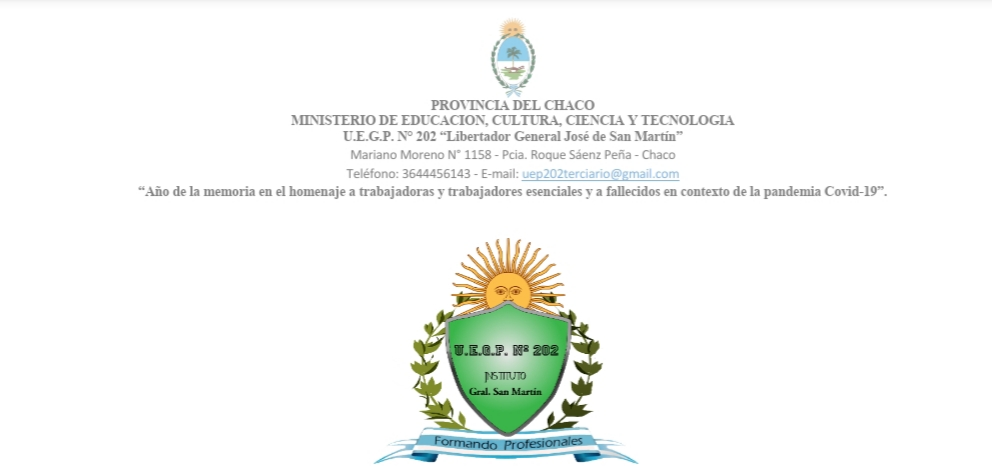 PROVINCIA DEL CHACO
MINISTERIO DE EDUCACION, CULTURA, CIENCIA Y TECNOLOGIA
U.E.G.P. N° 202 “Libertador General José de San Martín”
Mariano Moreno N° 1158 - Pcia. Roque Sáenz Peña - Chaco
Teléfono: 3644456143 - E-mail: uep202terciario@gmail.com
“Año de la memoria en el homenaje a trabajadoras y trabajadores esenciales y a fallecidos en contexto de la pandemia Covid-19”.
U.E.G.P. Nº 202
INSTITUTO
Gral. San Martín
Formando Profesionales